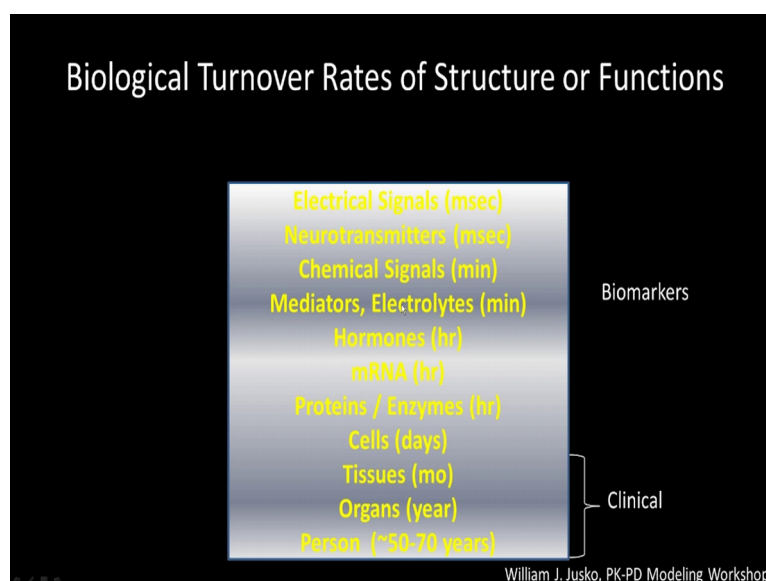 Biological Turnover Rates of Structure or Functions
Electrical Signals (msec)
Neurotransmitters (msec)
Chemical Signals (min)
Mediators, Electrolytes (min)
Biomarkers
Hormones (hr)
mRNA (hr)
Proteins / Enzymes (hr)
Cells (days)
Tissues (mo)
Organs (year)
Clinical
Person (~50-70 years)
William J. Jusko, PK-PD Modeling Workshop